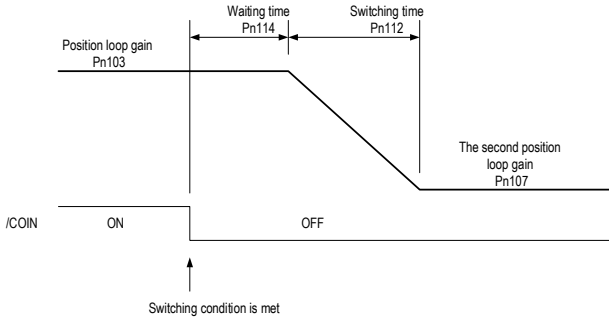 Waiting time
Pn114
Switching time
Pn112
Position loop gain
Pn103
The second position
loop gain
Pn107
/COIN
ON
OFF
Switching condition is met